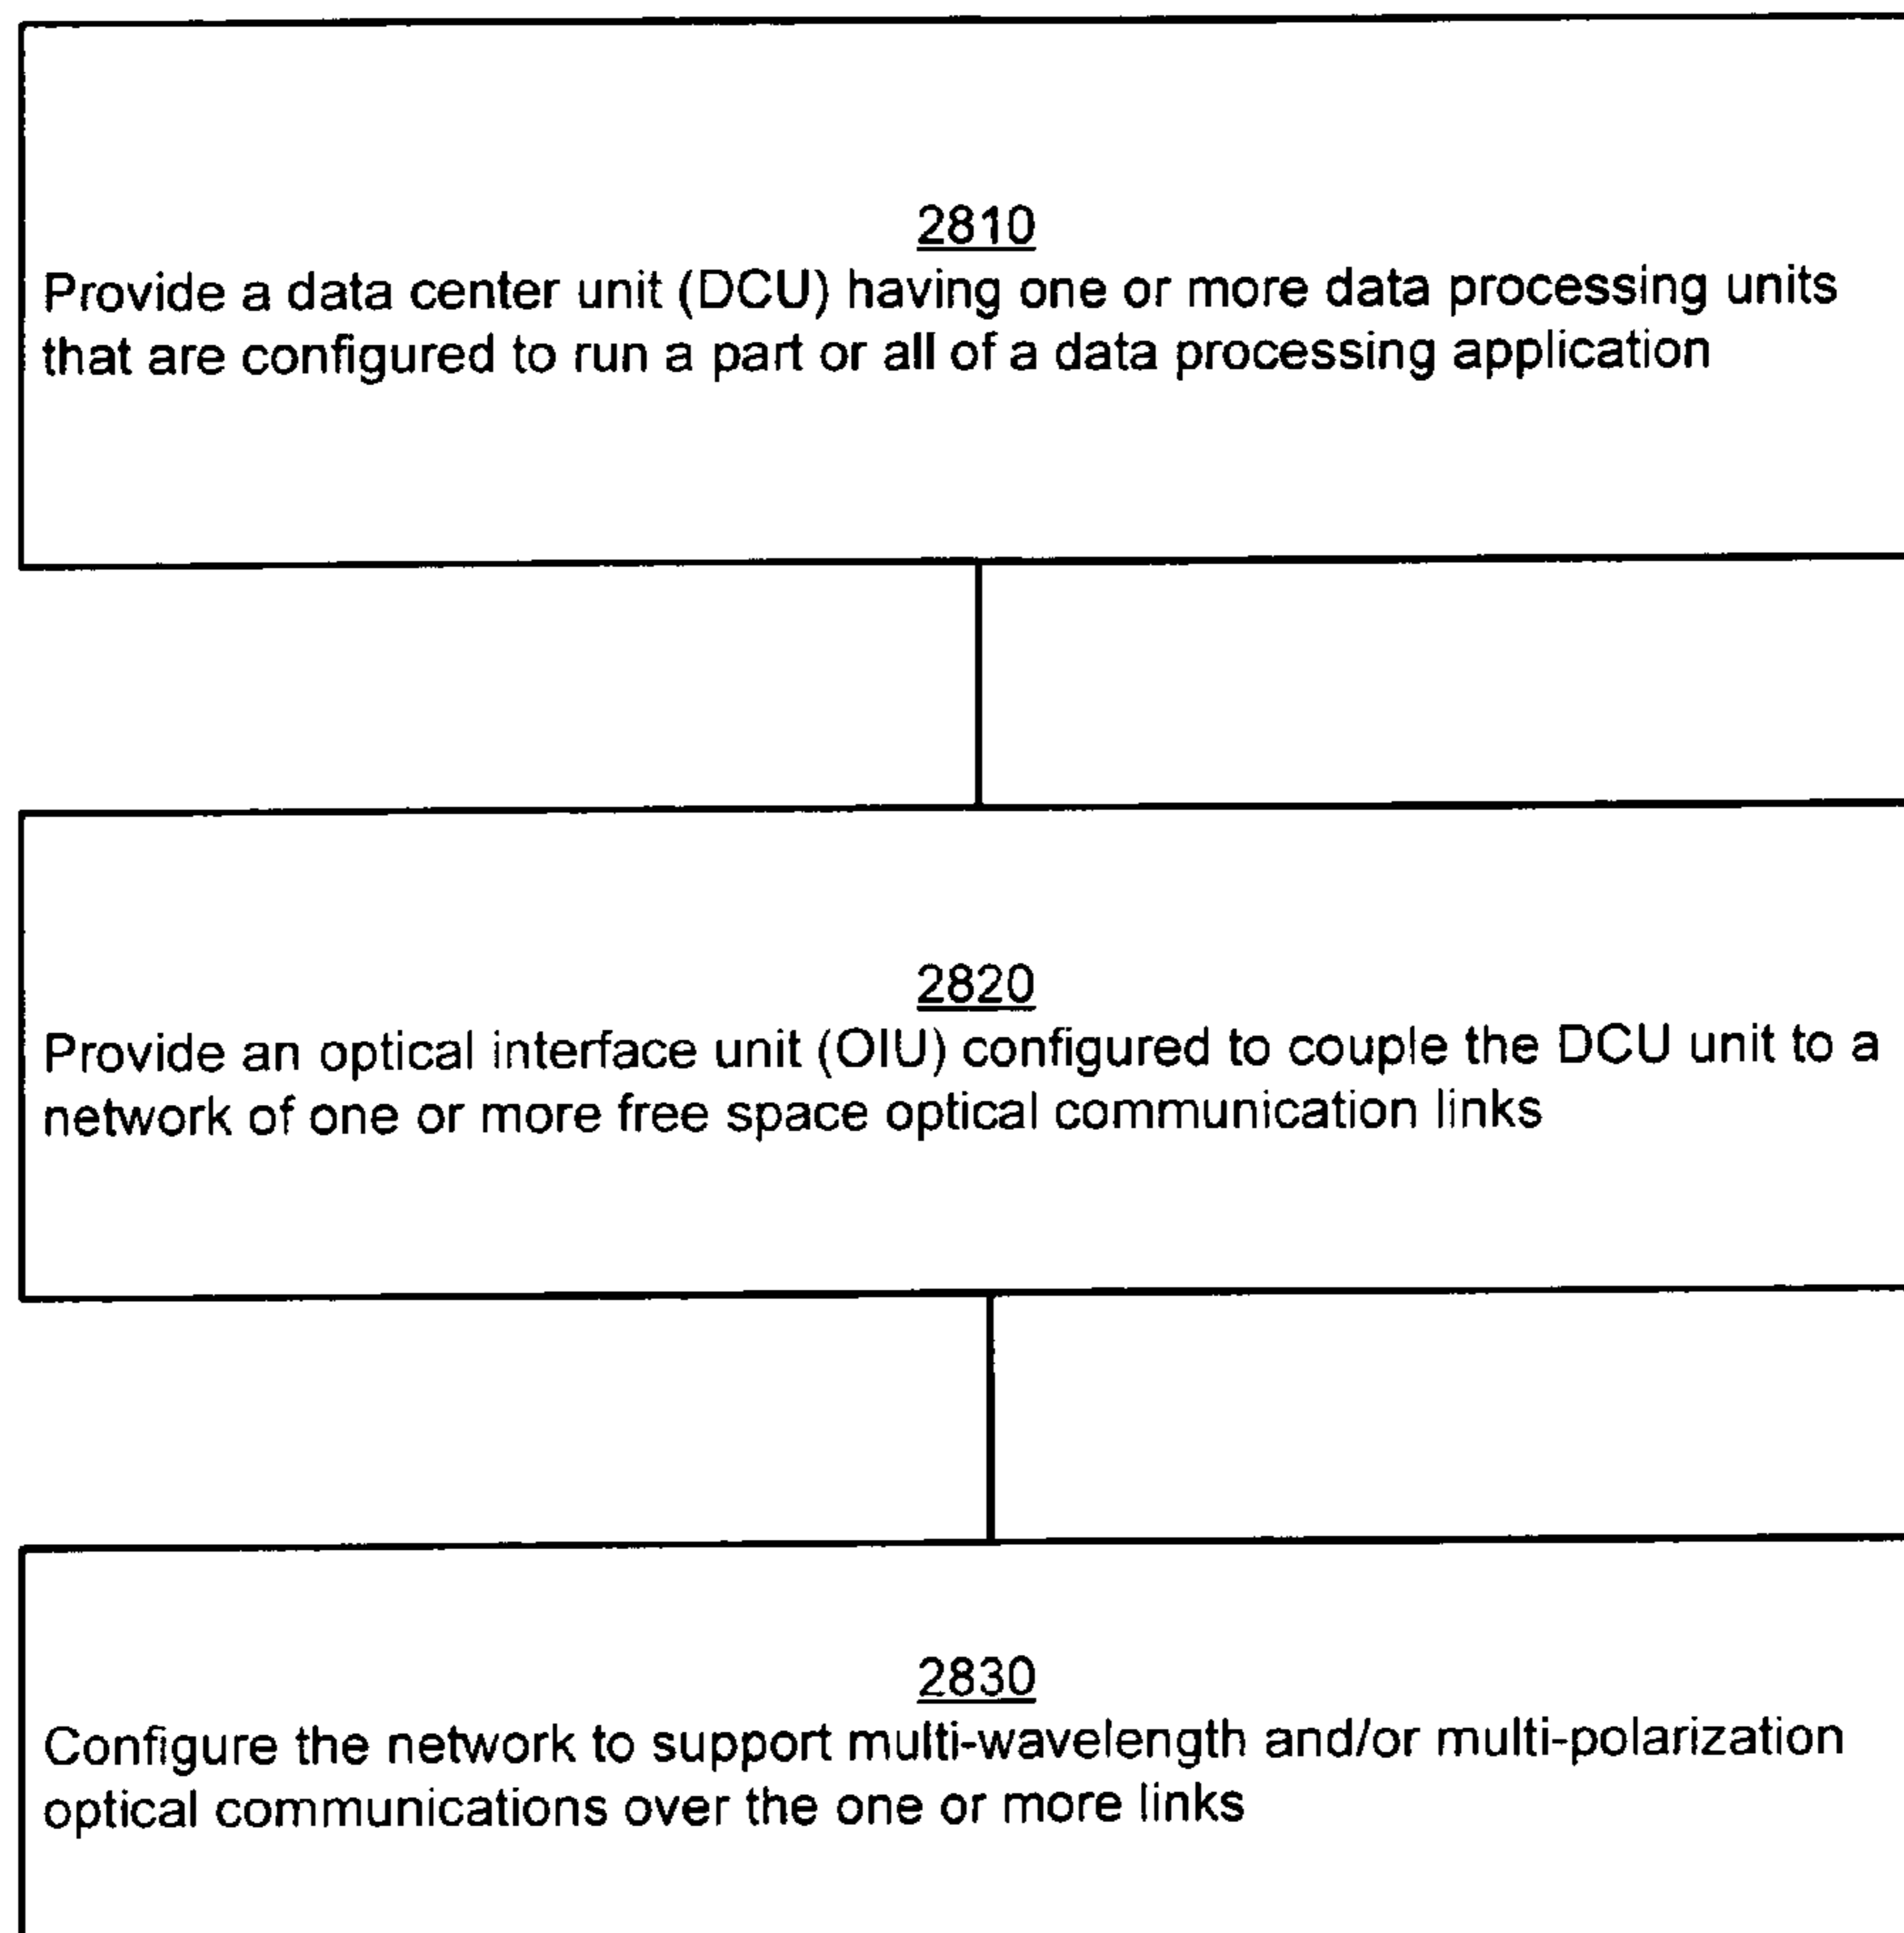 2810
Provide a data center unit (DCU) having one or more data processing units
that are configured to run a part or all of a data processing application
2820
Provide an optical interface unit (OIU) configured to couple the DCU unit to a
network of one or more free space optical communication links
2830
Configure the network to support multi-wavelength and/or multi-polarization
optical communications over the one or more links